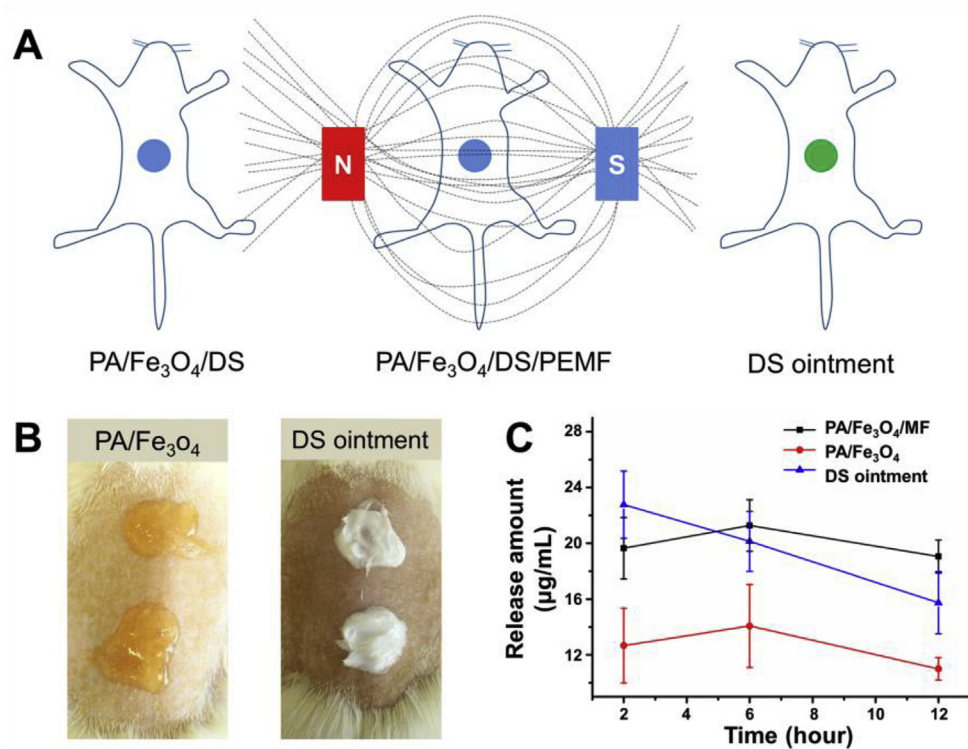 A
N
S
PA/Fe₃O₄/DS
PA/Fe₃O₄/DS/PEMF
DS ointment
B
PA/Fe₃o₄
DS ointment
C
PA/Fe₃O₄/MF
PA/Fe₃O₄
DS ointment
Release amount
(μg/mL)
28
24
20
16
12
2 4 6 8 10 12
Time (hour)